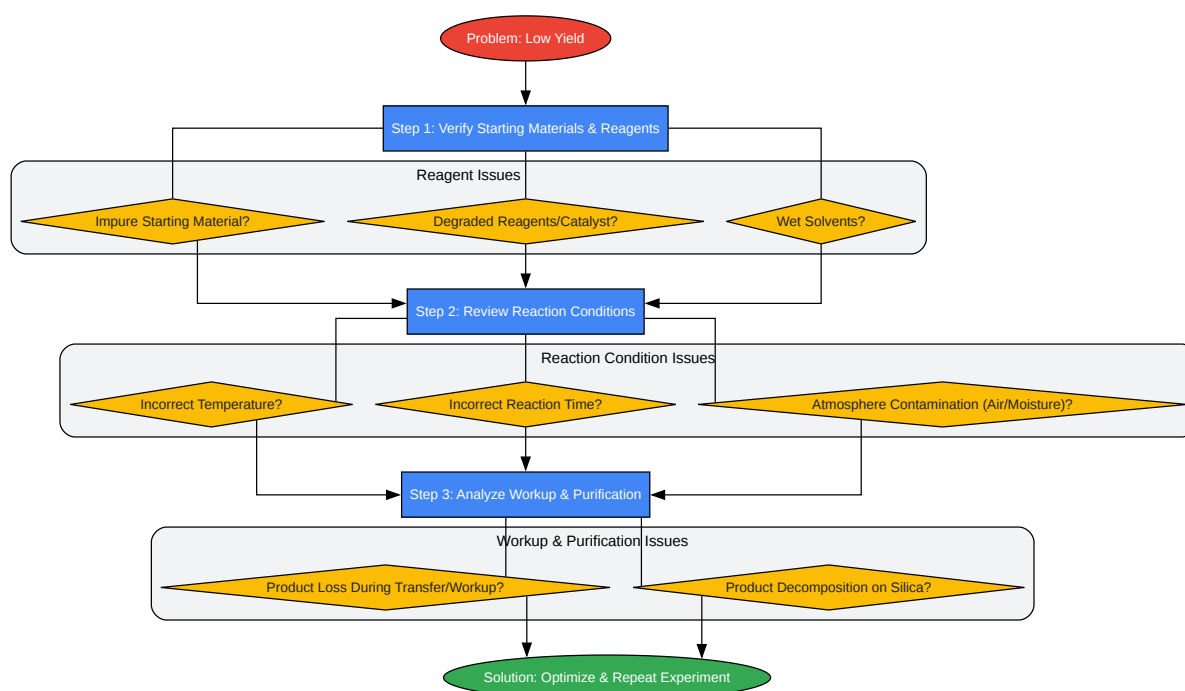 Problem: Low Yield
Step 1: Verify Starting Materials & Reagents
Reagent Issues
Impure Starting Material?
Degraded Reagents/Catalyst?
Wet Solvents?
Step 2: Review Reaction Conditions
Reaction Condition Issues
Incorrect Temperature?
Incorrect Reaction Time?
Atmosphere Contamination (Air/Moisture)?
Step 3: Analyze Workup & Purification
Workup & Purification Issues
Product Loss During Transfer/Workup?
Product Decomposition on Silica?
Solution: Optimize & Repeat Experiment